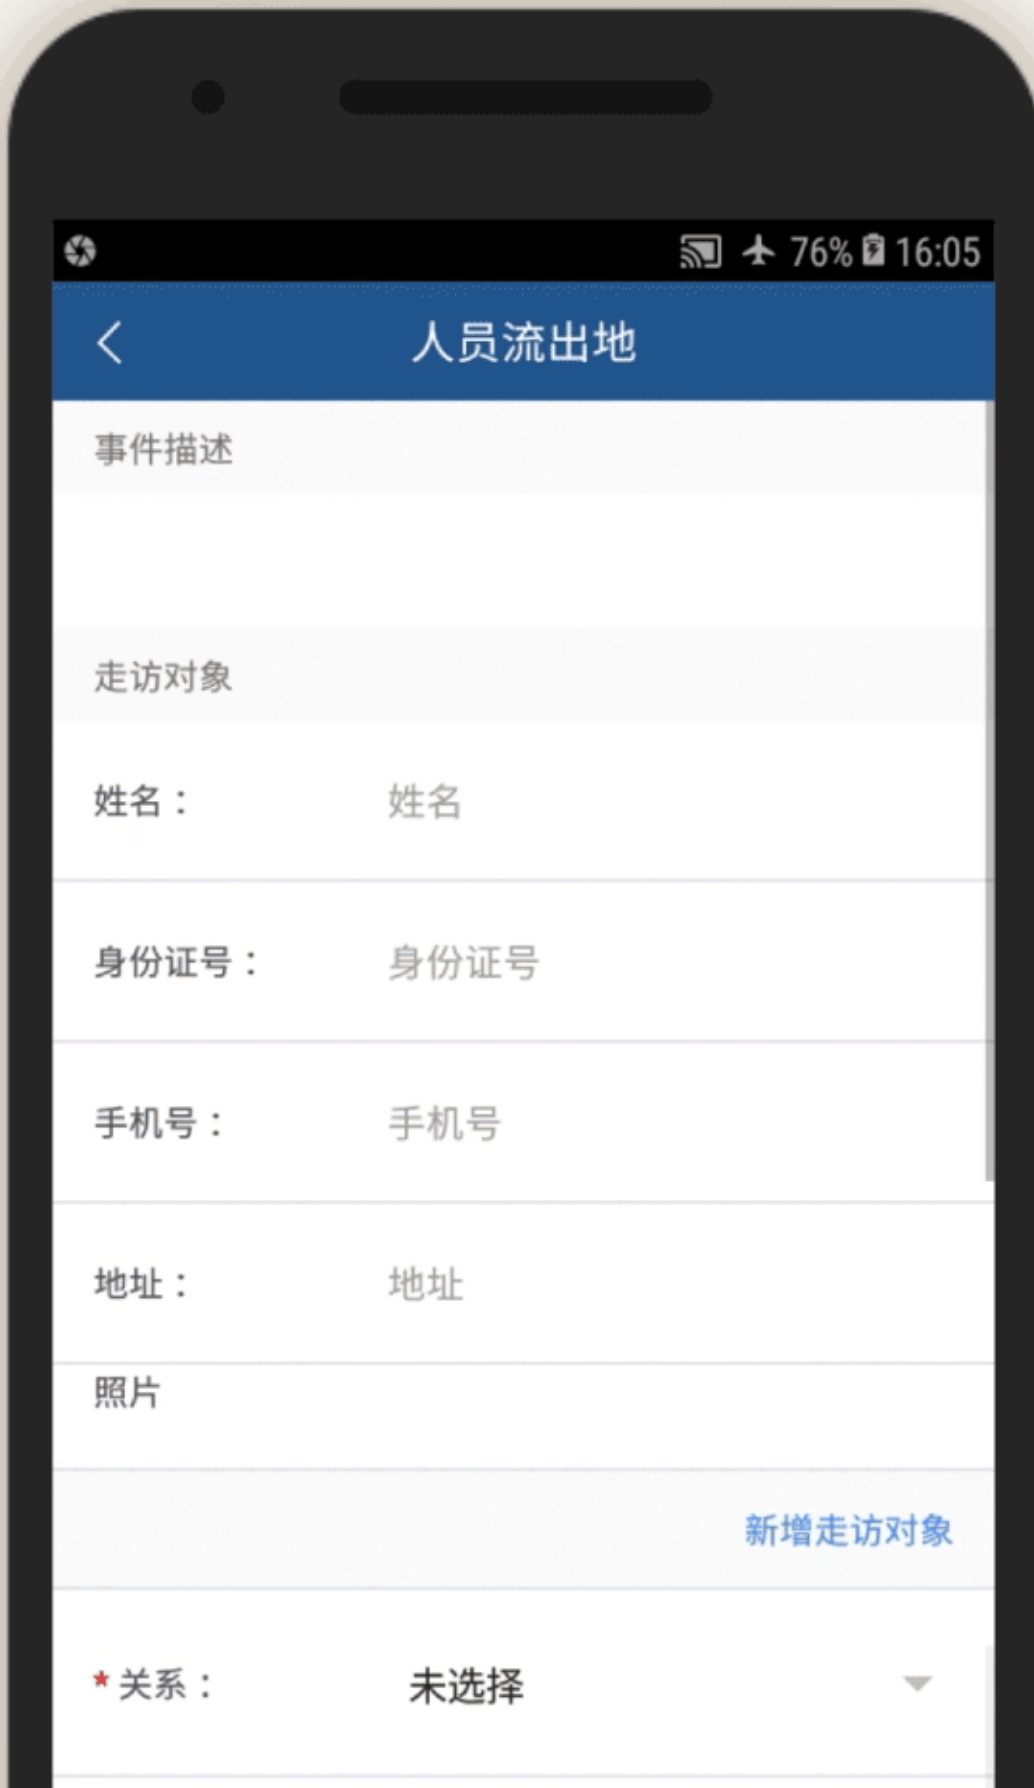 76% 16:05
人员流出地
事件描述
走访对象
姓名： 姓名
身份证号： 身份证号
手机号： 手机号
地址： 地址
照片
新增走访对象
*关系： 未选择